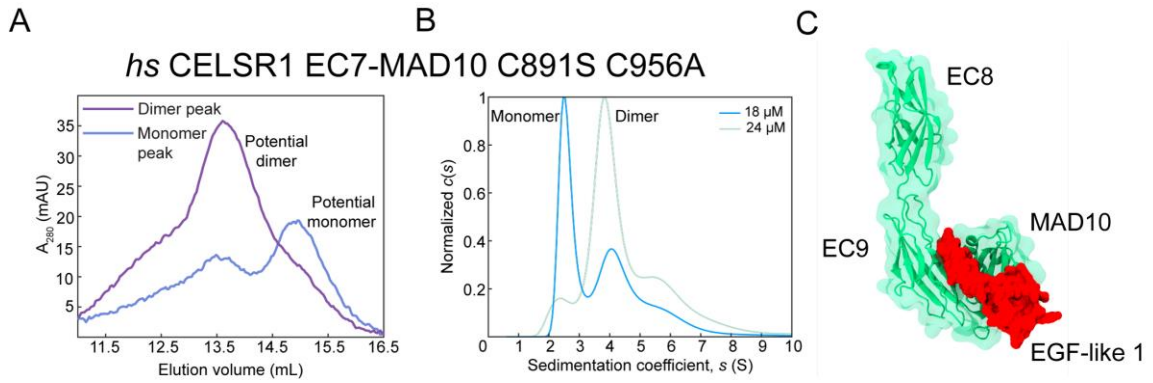 A
B
C
hs CELSR1 EC7-MAD10 C891S C956A
Dimer peak
Monomer peak
Potential dimer
Potential monomer
35
30
25
20
15
10
5
A280 (mAU)
11.5 12.5 13.5 14.5 15.5 16.5
Elution volume (mL)
Monomer
Dimer
18 µM
24 µM
1
0.8
0.6
0.4
0.2
0
Normalized c(s)
0 1 2 3 4 5 6 7 8 9 10
Sedimentation coefficient, s (S)
EC8
EC9
MAD10
EGF-like 1